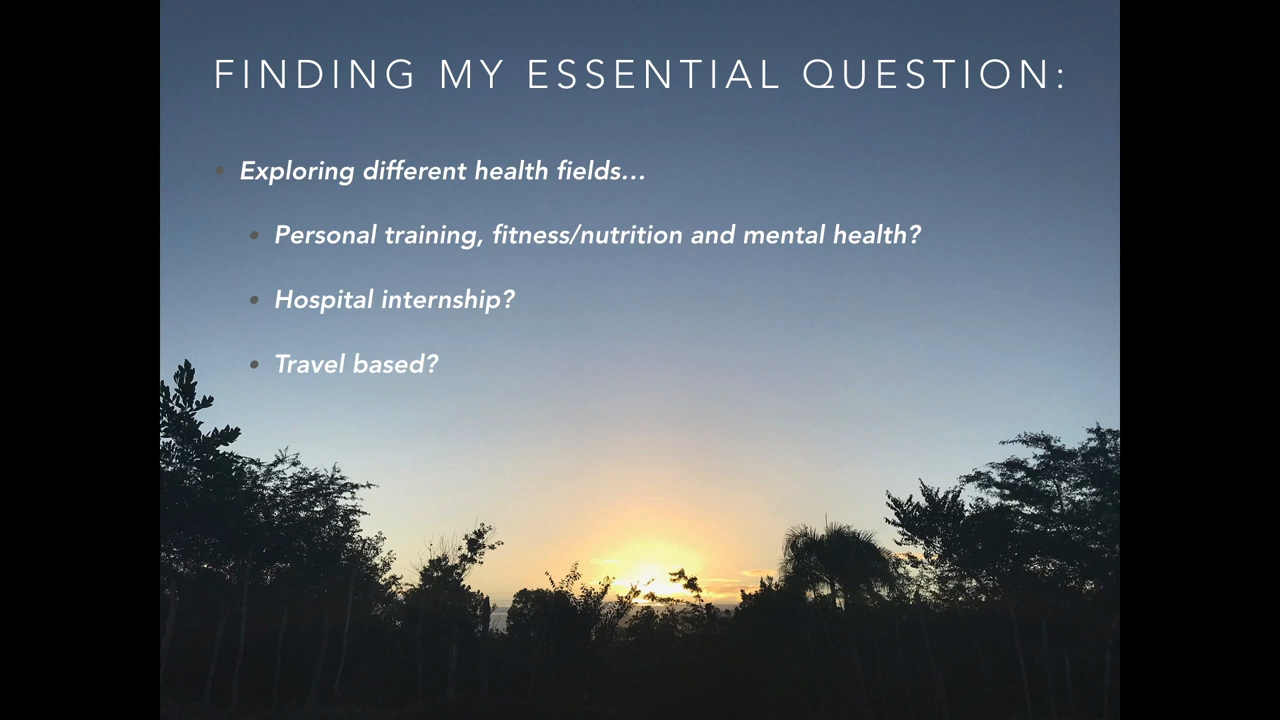 FINDING MY ESSENTIAL QUESTION:
Exploring different health fields…
Personal training, fitness/nutrition and mental health?
Hospital internship?
Travel based?